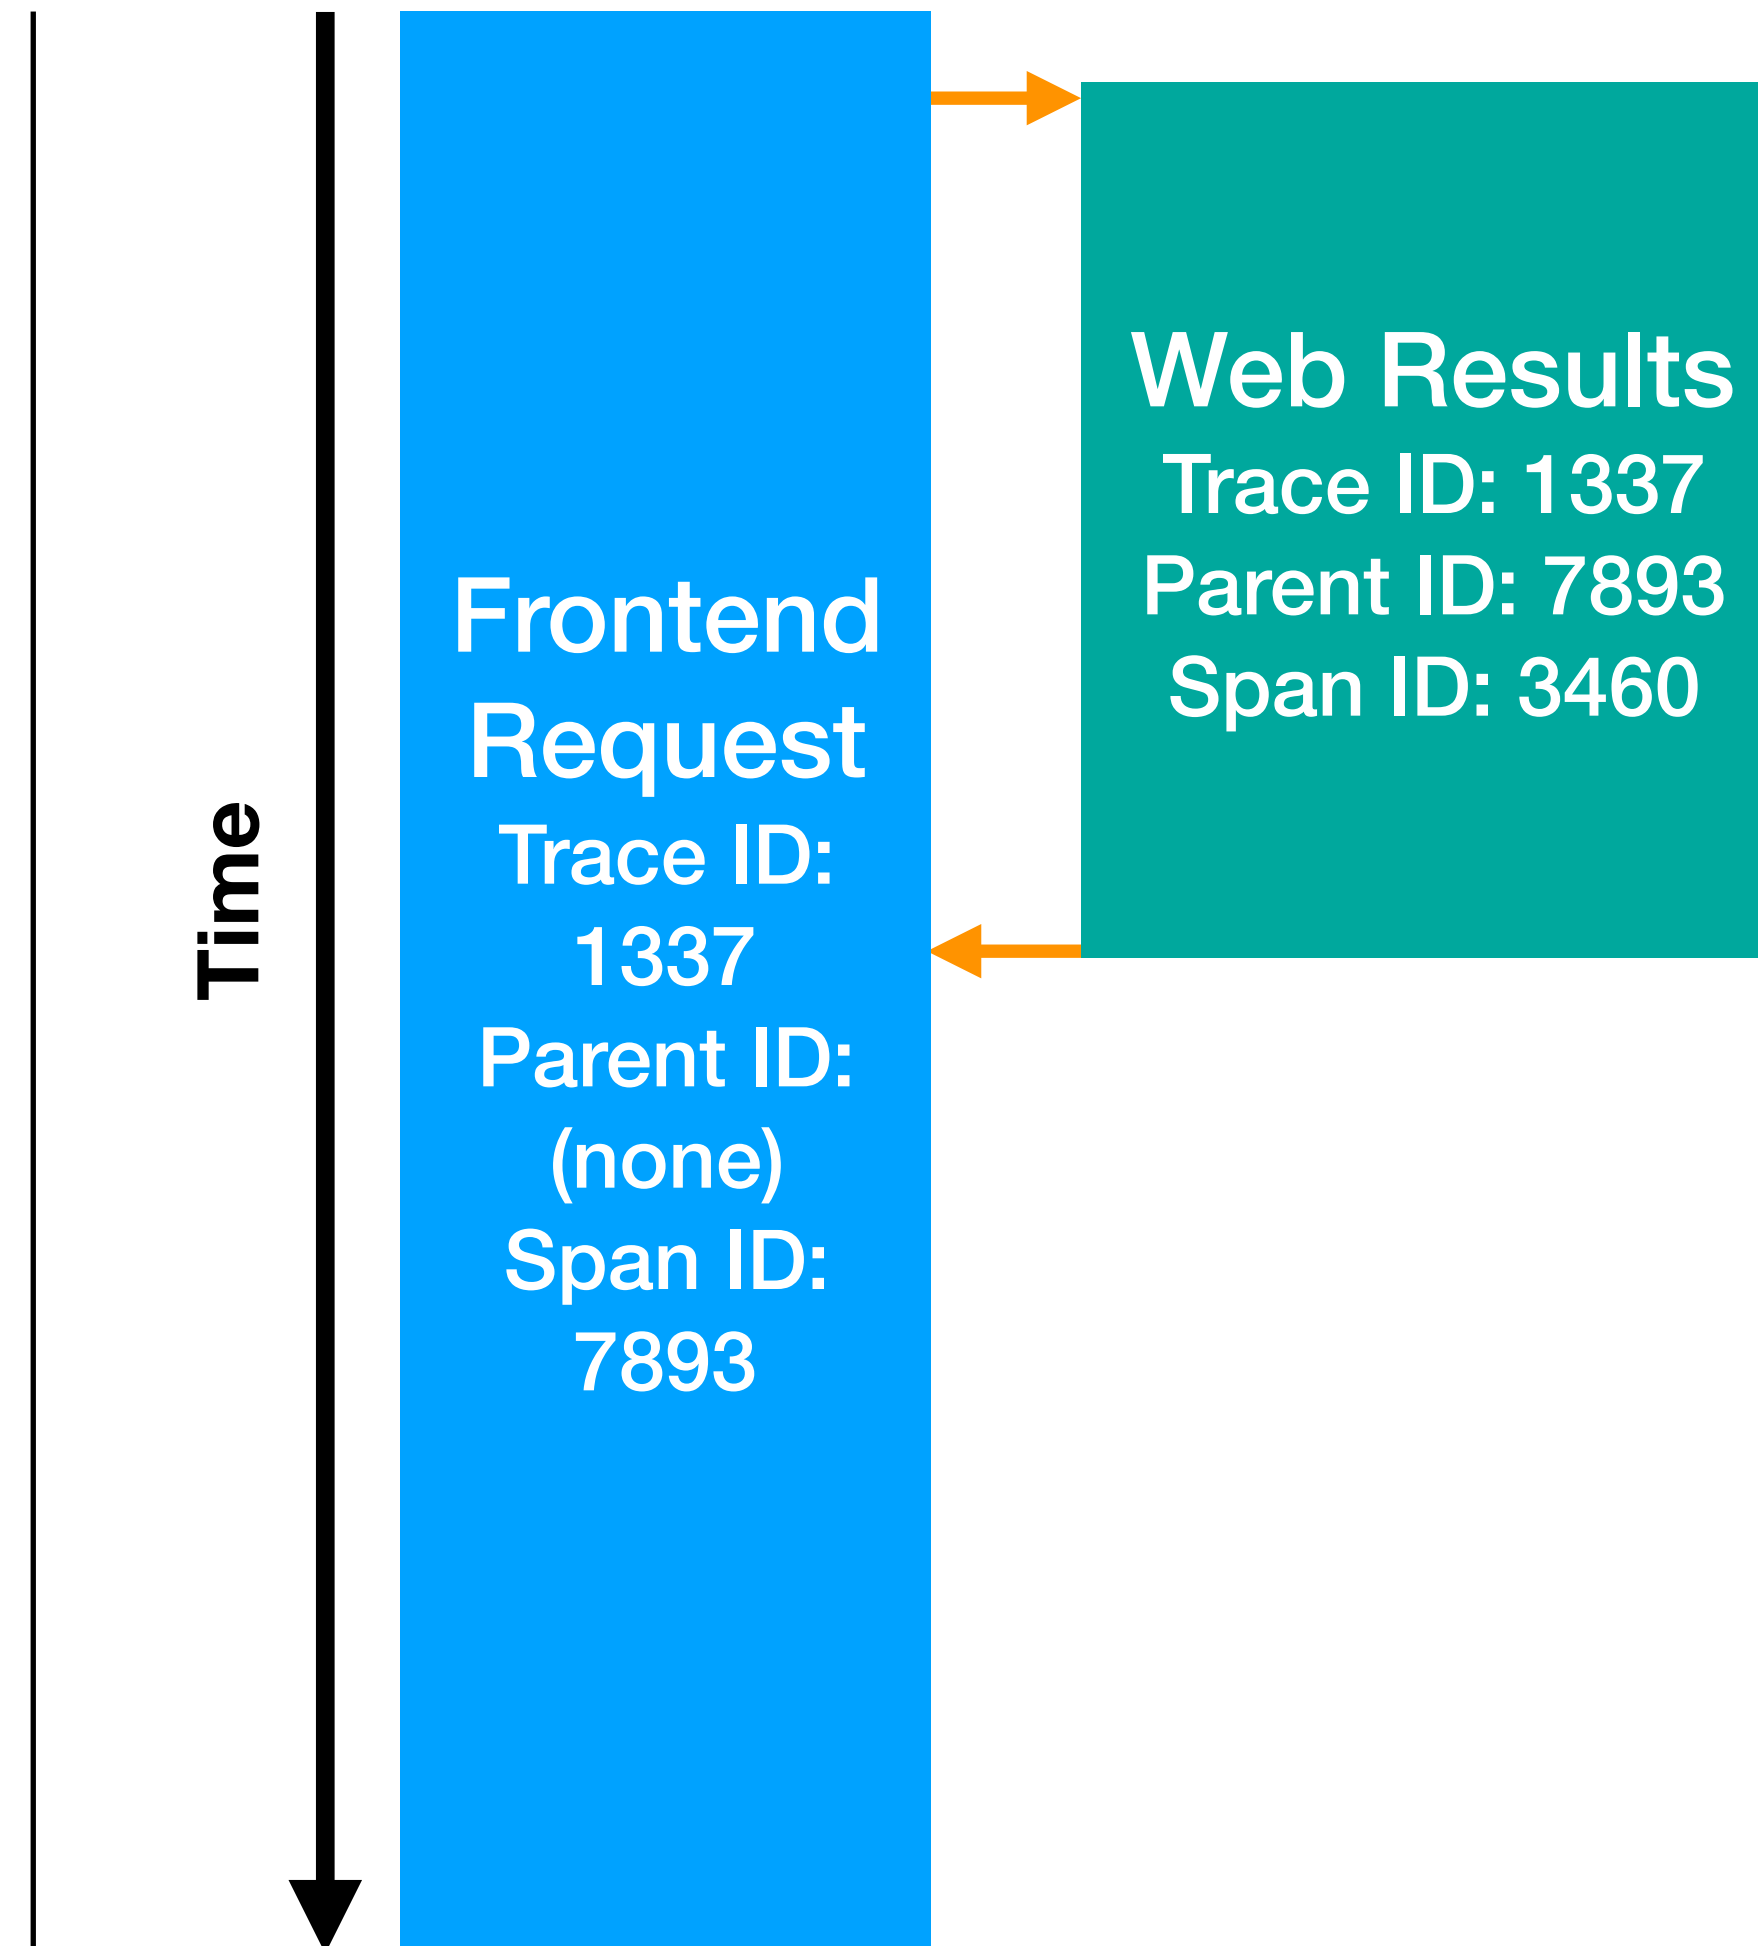 Time
Frontend
Request
Trace ID:
1337
Parent ID:
(none)
Span ID:
7893
Web Results
Trace ID: 1337
Parent ID: 7893
Span ID: 3460